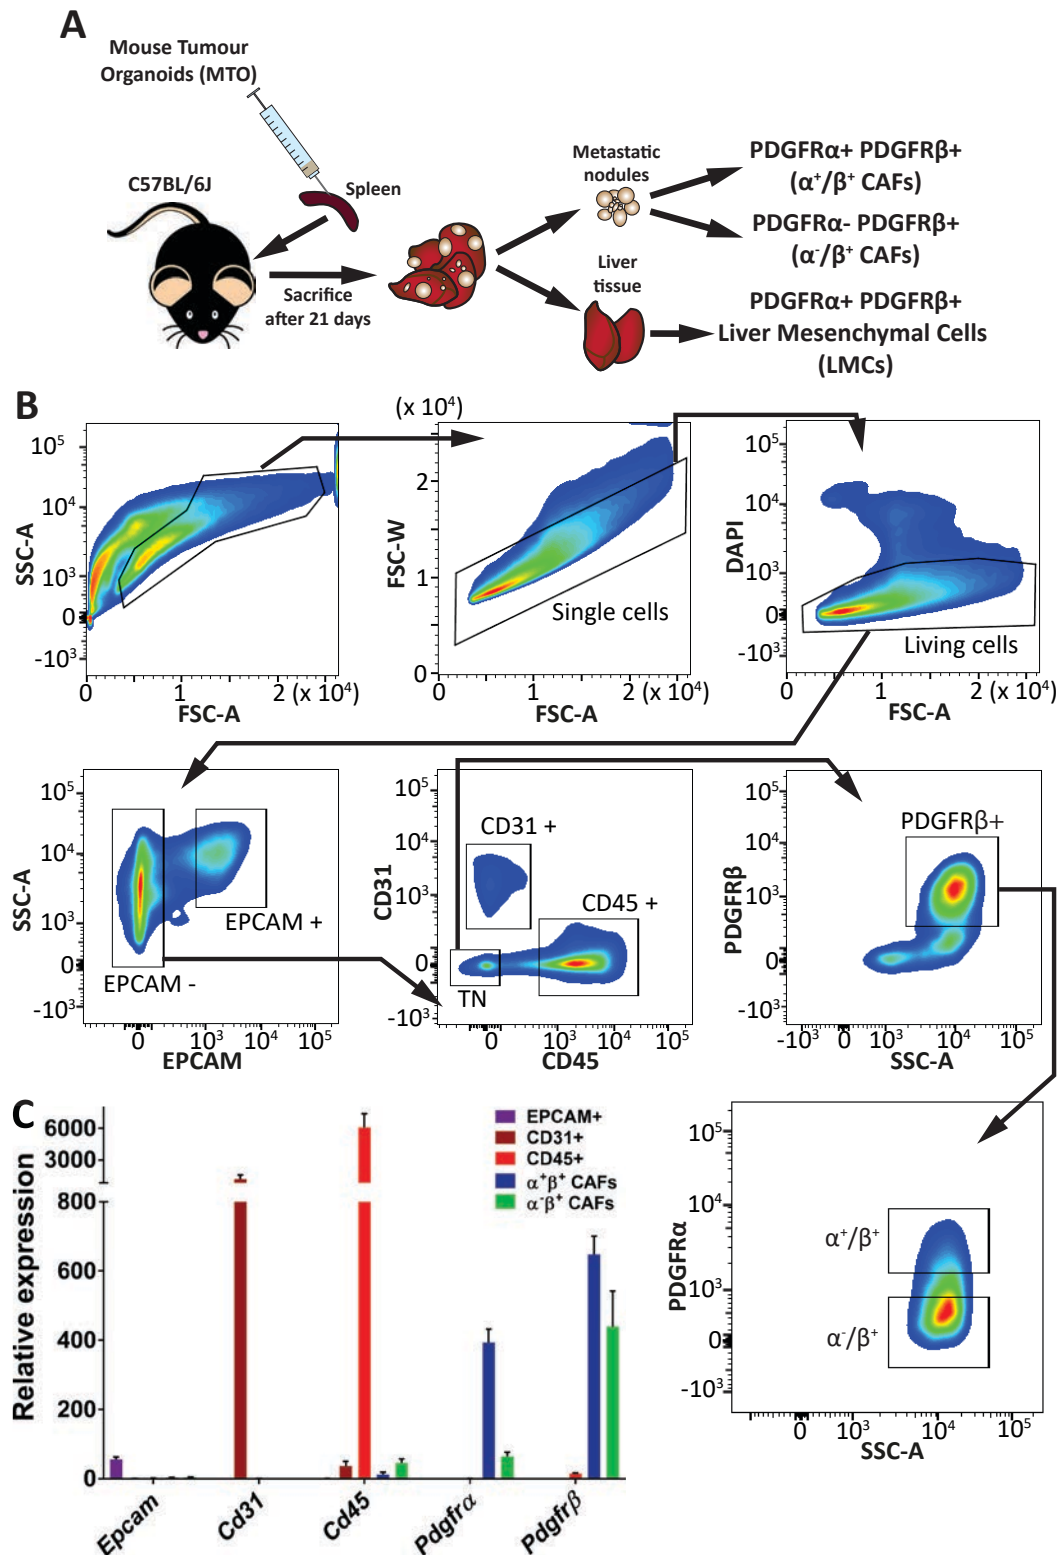 A
Mouse Tumour
Organoids (MTO)
C57BL/6J
Spleen
Sacrifice
after 21 days
Metastatic
nodules
Liver
tissue
PDGFRα+ PDGFRβ+
(α⁺/β⁺ CAFs)
PDGFRα- PDGFRβ+
(α⁻/β⁺ CAFs)
PDGFRα+ PDGFRβ+
Liver Mesenchymal Cells
(LMCs)
B
SSC-A
10⁵
10⁴
10³
0
-10³
0 1 2 (x 10⁴)
FSC-A
(x 10⁴)
FSC-W
2
1
0
Single cells
0 1 2 (x 10⁴)
FSC-A
DAPI
10⁵
10⁴
10³
0
-10³
Living cells
0 1 2 (x 10⁴)
FSC-A
SSC-A
10⁵
10⁴
10³
0
-10³
EPCAM +
EPCAM -
0 10³ 10⁴ 10⁵
EPCAM
CD31
10⁵
10⁴
10³
0
-10³
CD31 +
CD45 +
TN
0 10³ 10⁴ 10⁵
CD45
PDGFRβ
10⁵
10⁴
10³
0
-10³
PDGFRβ+
-10³ 0 10³ 10⁴ 10⁵
SSC-A
PDGFRα
10⁵
10⁴
10³
0
-10³
α⁺/β⁺
α⁻/β⁺
0 10³ 10⁴ 10⁵
SSC-A
C
Relative expression
6000
3000
800
600
400
200
0
EPCAM+
CD31+
CD45+
α⁺β⁺ CAFs
α⁻β⁺ CAFs
Epcam
Cd31
Cd45
Pdgfrα
Pdgfrβ